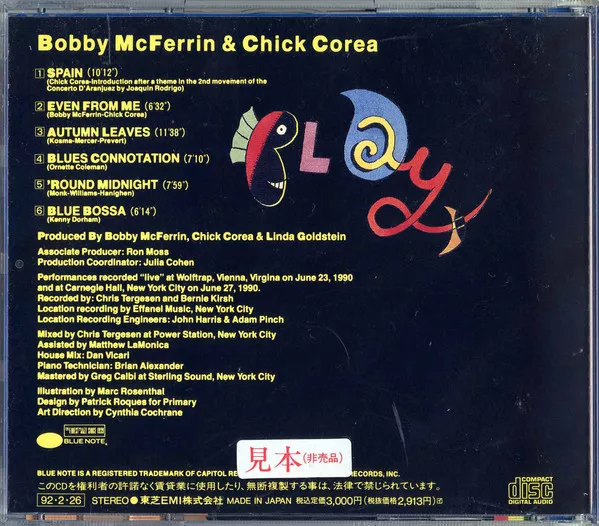 Bobby McFerrin & Chick Corea
1 SPAIN (10'12")
(Chick Corea-introduction after a theme in the 2nd movement of the
Concerto D'Aranjuez by Joaquin Rodrigo)
2 EVEN FROM ME (6'32")
(Bobby McFerrin-Chick Corea)
3 AUTUMN LEAVES (11'38")
(Kosma-Mercer-Prevert)
4 BLUES CONNOTATION (7'10")
(Ornette Coleman)
5 'ROUND MIDNIGHT (7'59")
(Monk-Williams-Hanighen)
6 BLUE BOSSA (6'14")
(Kenny Dorham)
PLay
Produced By Bobby McFerrin, Chick Corea & Linda Goldstein
Associate Producer: Ron Moss
Production Coordinator: Julia Cohen
Performances recorded "live" at Wolftrap, Vienna, Virgina on June 23, 1990
and at Carnegie Hall, New York City on June 27, 1990.
Recorded by: Chris Tergesen and Bernie Kirsh
Location recording by Effanel Music, New York City
Location Recording Engineers: John Harris & Adam Pinch
Mixed by Chris Tergesen at Power Station, New York City
Assisted by Matthew LaMonica
House Mix: Dan Vicari
Piano Technician: Brian Alexander
Mastered by Greg Calbi at Sterling Sound, New York City
Illustration by Marc Rosenthal
Design by Patrick Roques for Primary
Art Direction by Cynthia Cochrane
THE FINEST IN JAZZ SINCE 1939
BLUE NOTE
見本(非売品)
BLUE NOTE IS A REGISTERED TRADEMARK OF CAPITOL RE RECORDS, INC.
このCDを権利者の許諾なく賃貸業に使用したり、無断複製する事は、法律で禁じられています。
92・2・26 STEREO ● 東芝EMI株式会社 MADE IN JAPAN 税込定価3,000円(税抜価格2,913円)
COMPACT
disc
DIGITAL AUDIO